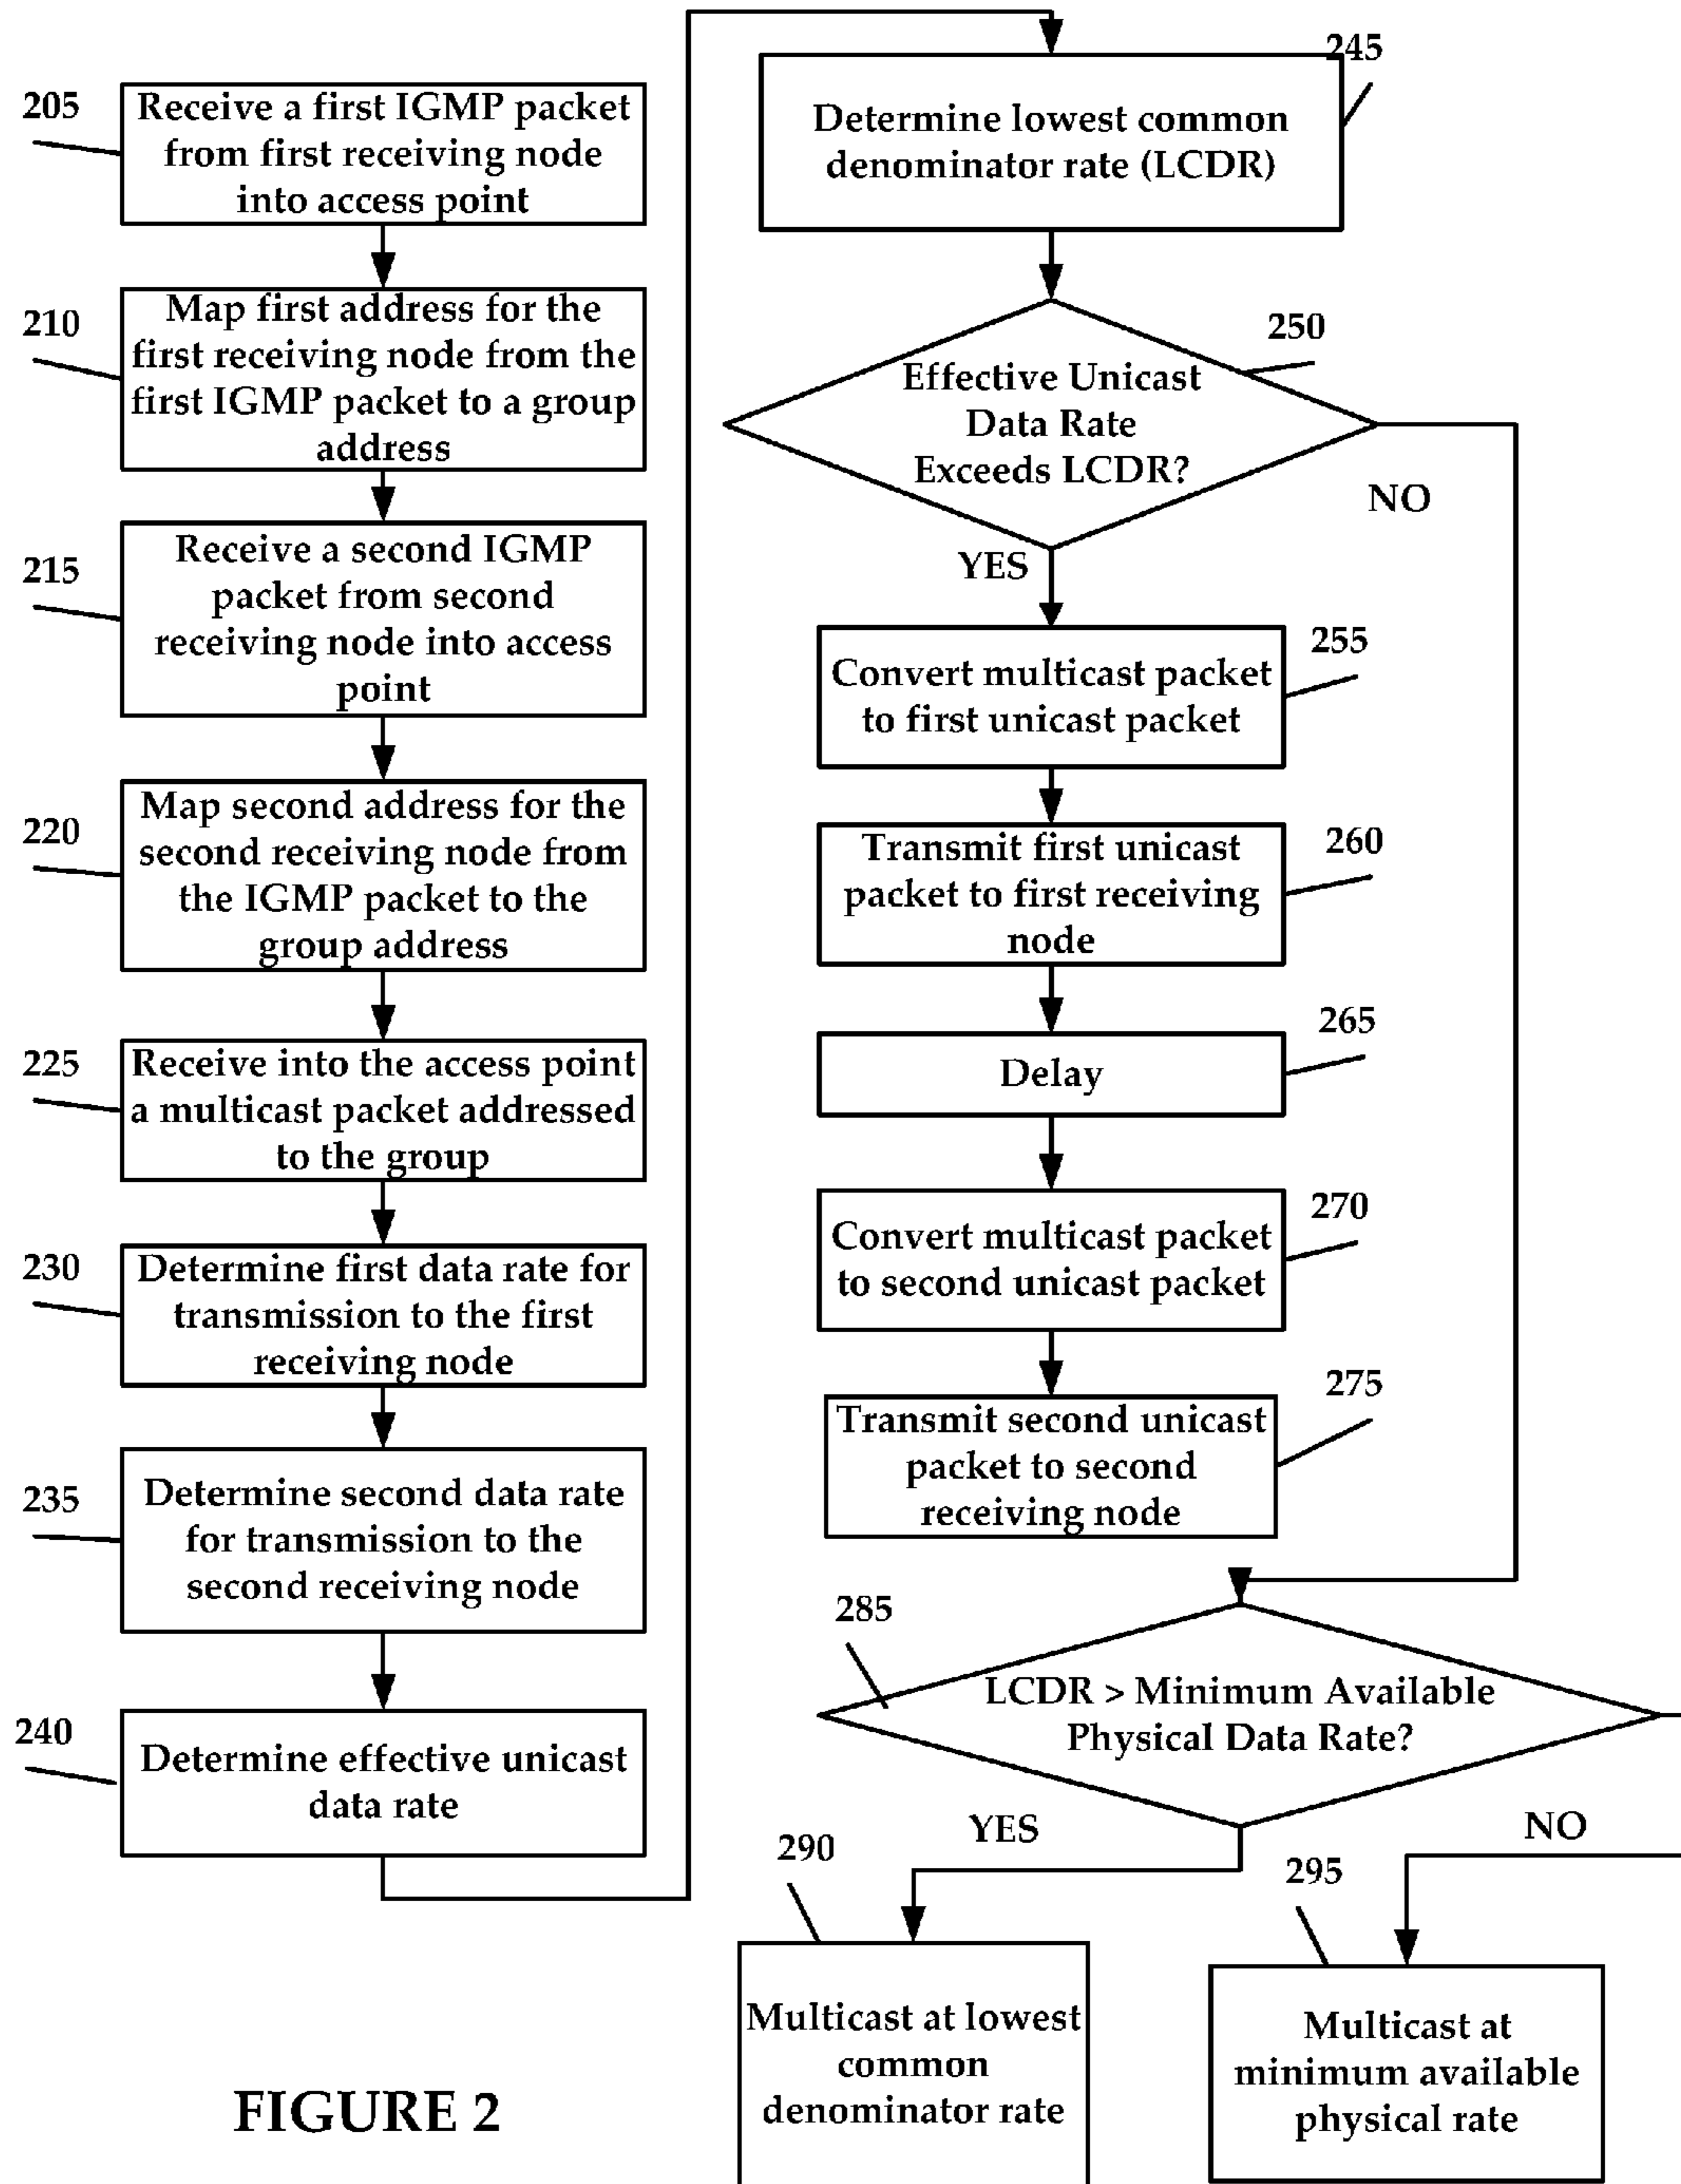 205
Receive a first IGMP packet
from first receiving node
into access point
210
Map first address for the
first receiving node from the
first IGMP packet to a group
address
215
Receive a second IGMP
packet from second
receiving node into access
point
220
Map second address for the
second receiving node from
the IGMP packet to the
group address
225
Receive into the access point
a multicast packet addressed
to the group
230
Determine first data rate for
transmission to the first
receiving node
235
Determine second data rate
for transmission to the
second receiving node
240
Determine effective unicast
data rate
245
Determine lowest common
denominator rate (LCDR)
250
Effective Unicast
Data Rate
Exceeds LCDR?
NO
YES
255
Convert multicast packet
to first unicast packet
260
Transmit first unicast
packet to first receiving
node
265
Delay
270
Convert multicast packet
to second unicast packet
275
Transmit second unicast
packet to second
receiving node
285
LCDR > Minimum Available
Physical Data Rate?
YES
NO
290
Multicast at lowest
common
denominator rate
295
Multicast at
minimum available
physical rate
FIGURE 2